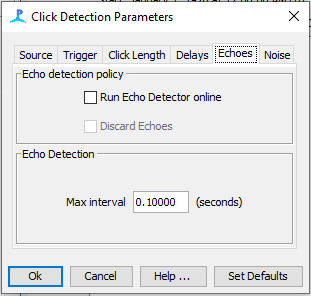 Click Detection Parameters
Source Trigger Click Length Delays Echoes Noise
Echo detection policy
Run Echo Detector online
Discard Echoes
Echo Detection
Max interval 0.10000 (seconds)
Ok Cancel Help ... Set Defaults